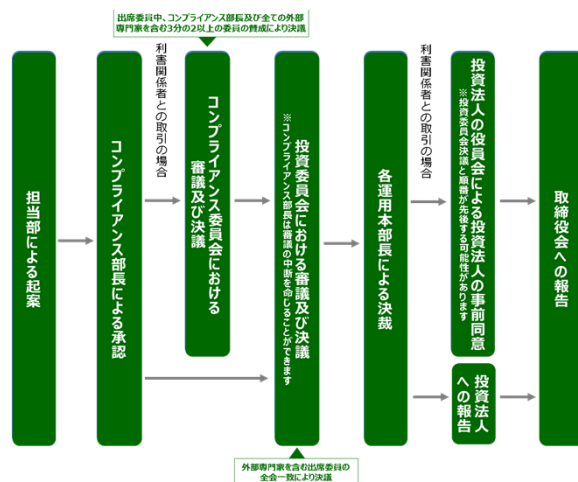 出席委員中、コンプライアンス部長及び全ての外部
専門家を含む3分の2以上の委員の賛成により決議
担当部による起案
コンプライアンス部長による承認
利害関係者との取引の場合
コンプライアンス委員会における
審議及び決議
投資委員会における審議及び決議
※コンプライアンス部長は審議の中断を命じることができます
各運用本部長による決裁
利害関係者との取引の場合
投資法人の役員会による投資法人の事前同意
※投資委員会決議と順番が先後する可能性があります
投資法人
への報告
取締役会への報告
外部専門家を含む出席委員の
全会一致により決議